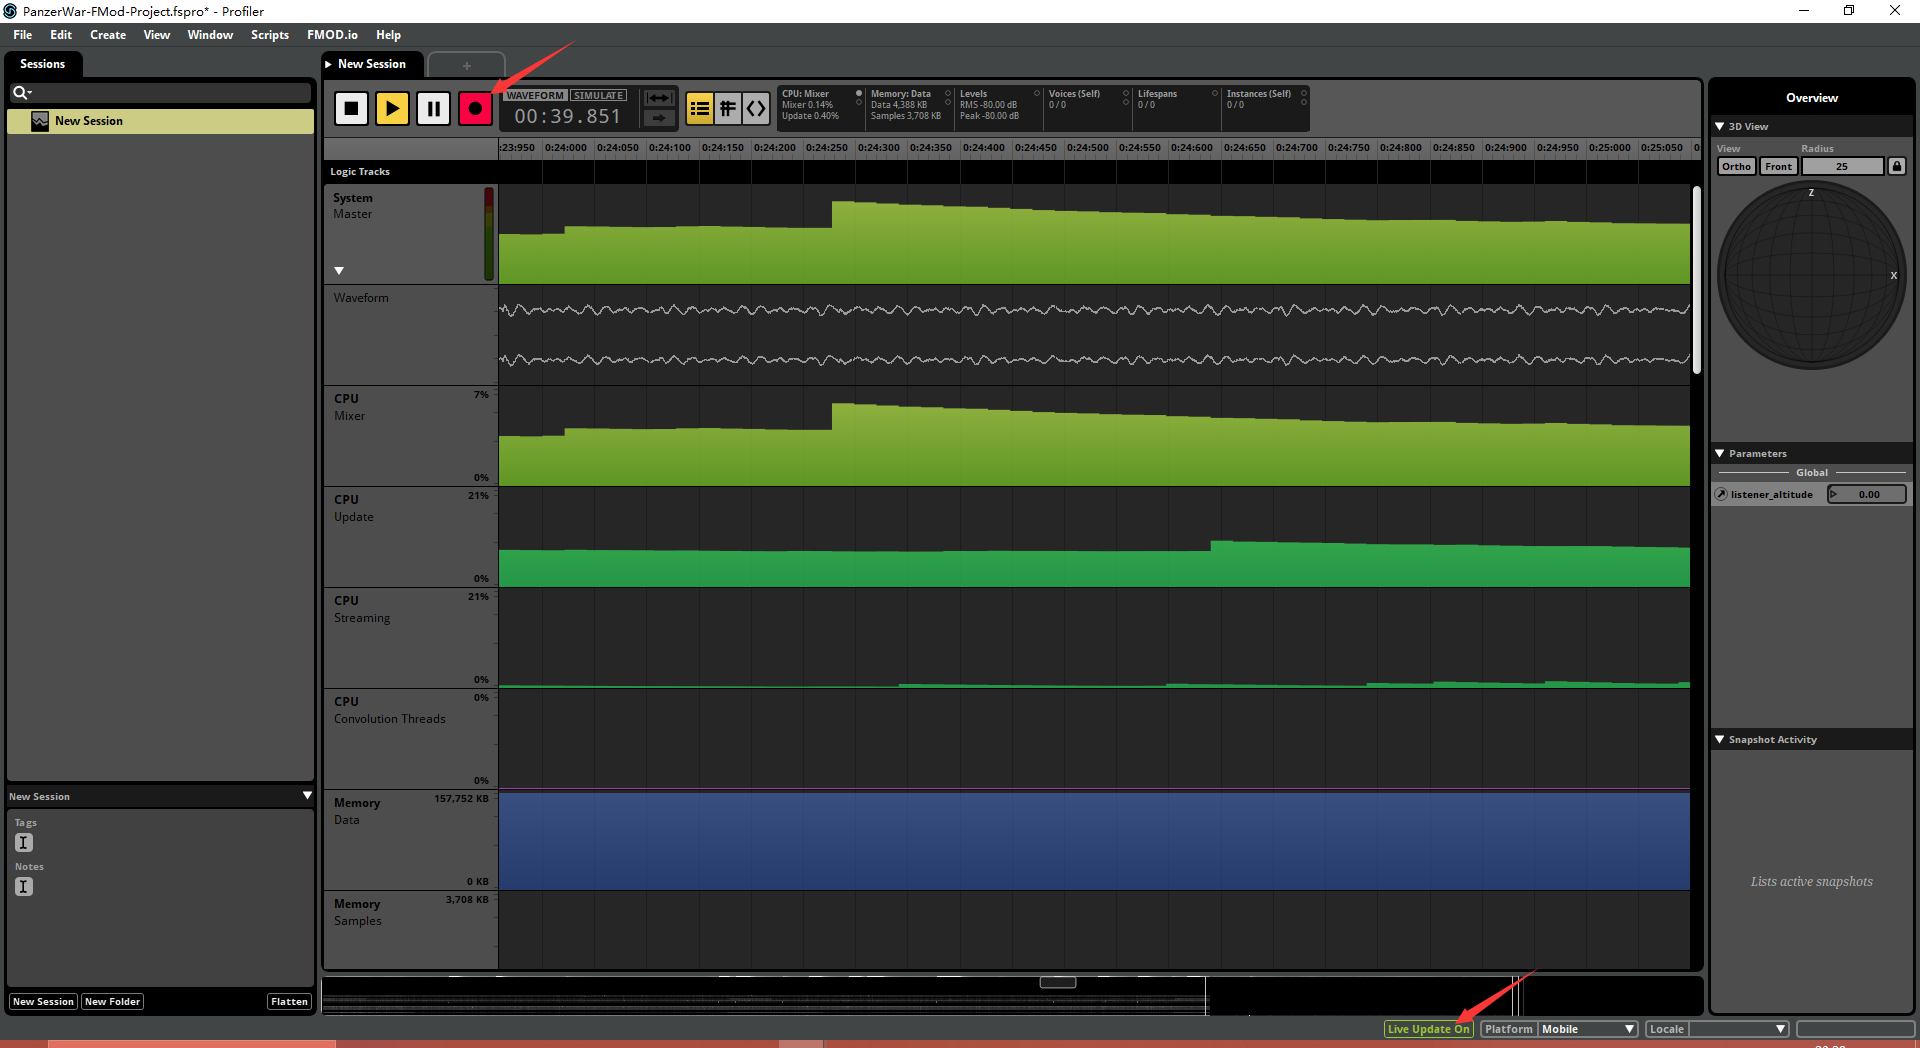 PanzerWar-FMod-Project.fspro* - Profiler
File Edit Create View Window Scripts FMOD.io Help
Sessions
New Session
+
New Session
WAVEFORM SIMULATE
00:39.851
CPU: Mixer
Mixer 0.14%
Update 0.40%
Memory: Data
Data 4,388 KB
Samples 3,708 KB
Levels
RMS -80.00 dB
Peak -80.00 dB
Voices (Self)
0 / 0
Lifespans
0 / 0
Instances (Self)
0 / 0
:23:950 0:24:000 0:24:050 0:24:100 0:24:150 0:24:200 0:24:250 0:24:300 0:24:350 0:24:400 0:24:450 0:24:500 0:24:550 0:24:600 0:24:650 0:24:700 0:24:750 0:24:800 0:24:850 0:24:900 0:24:950 0:25:000 0:25:050
Logic Tracks
System
Master
Waveform
CPU 7%
Mixer
0%
CPU 21%
Update
0%
CPU 21%
Streaming
0%
CPU 0%
Convolution Threads
0%
Memory 157,752 KB
Data
0 KB
Memory 3,708 KB
Samples
New Session
Tags
Notes
New Session New Folder Flatten
Overview
3D View
View Radius
Ortho Front 25
Z
X
Parameters
Global
listener_altitude 0.00
Snapshot Activity
Lists active snapshots
Live Update On Platform Mobile Locale